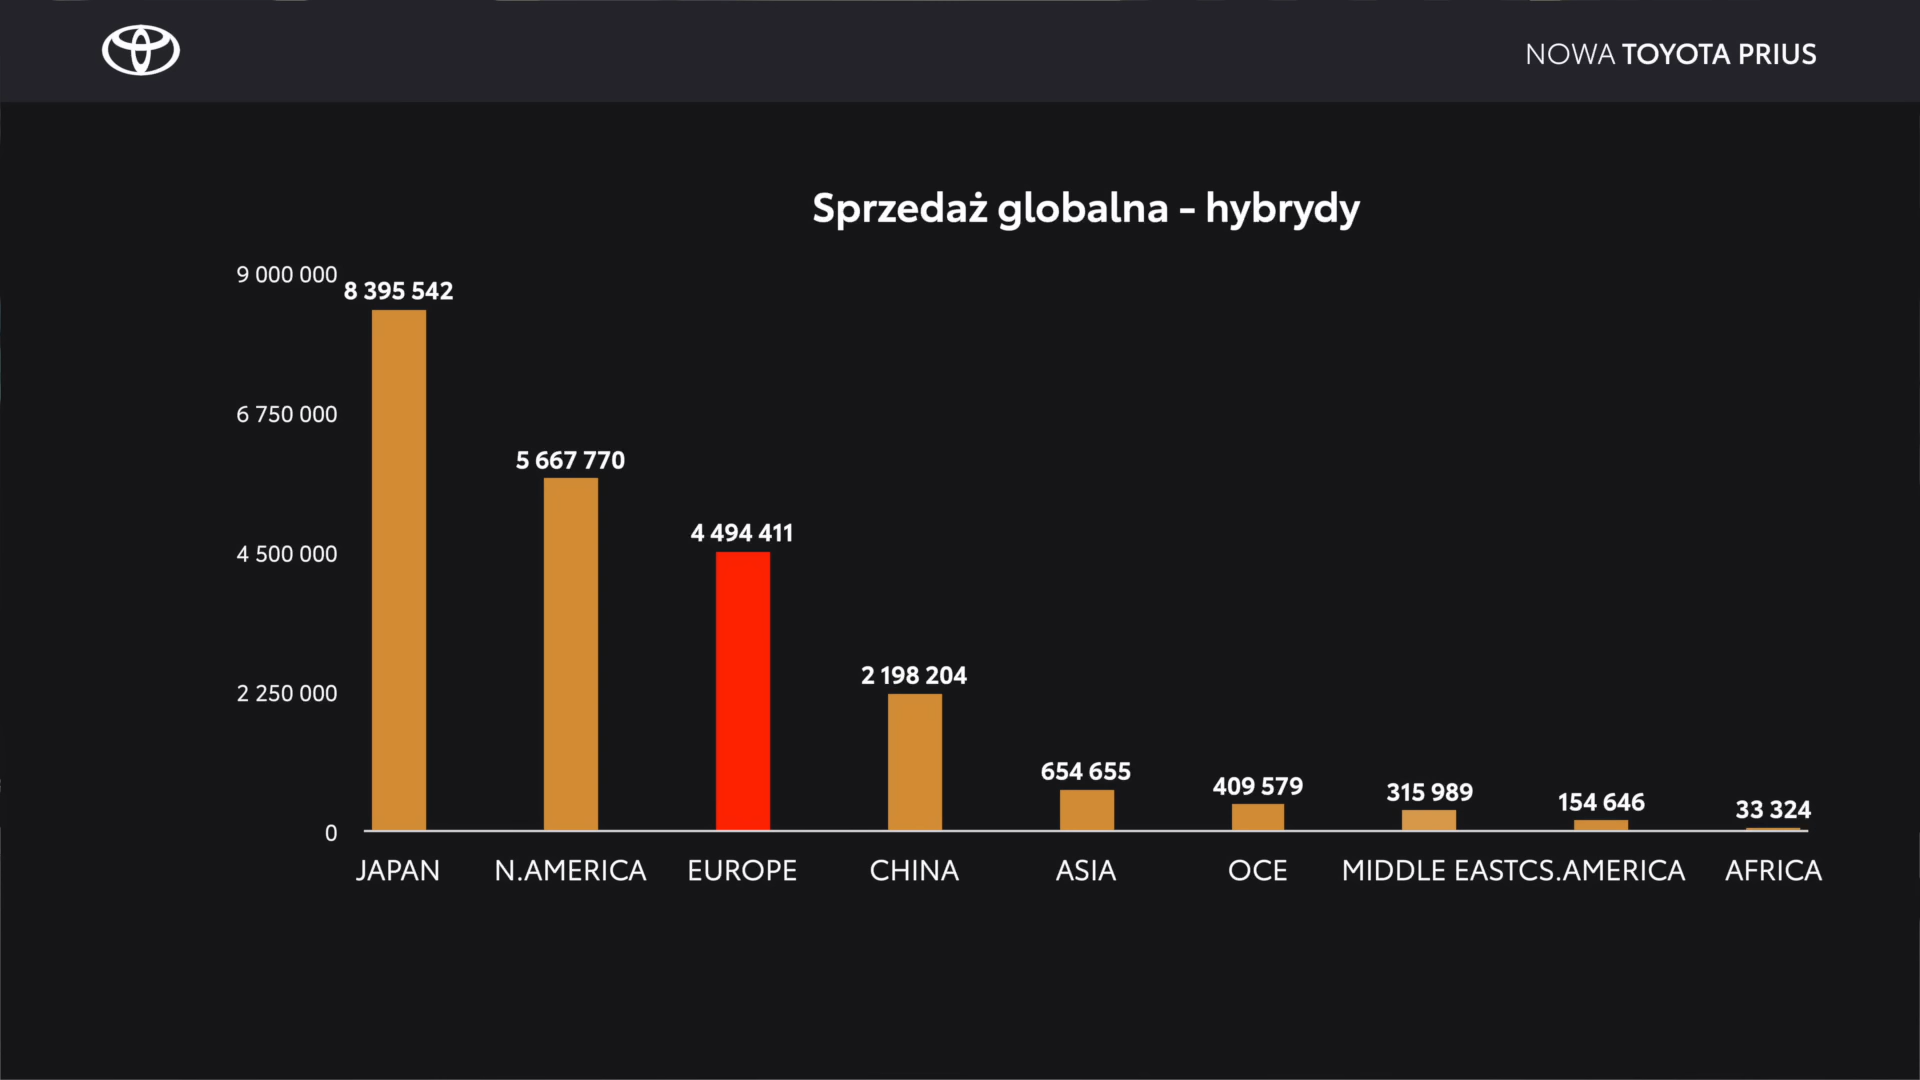 NOWA TOYOTA PRIUS
Sprzedaż globalna - hybrydy
9 000 000
8 395 542
6 750 000
5 667 770
4 494 411
4 500 000
2 198 204
2 250 000
654 655
409 579
315 989
154 646
33 324
0
JAPAN N.AMERICA EUROPE CHINA ASIA OCE MIDDLE EASTCS.AMERICA AFRICA